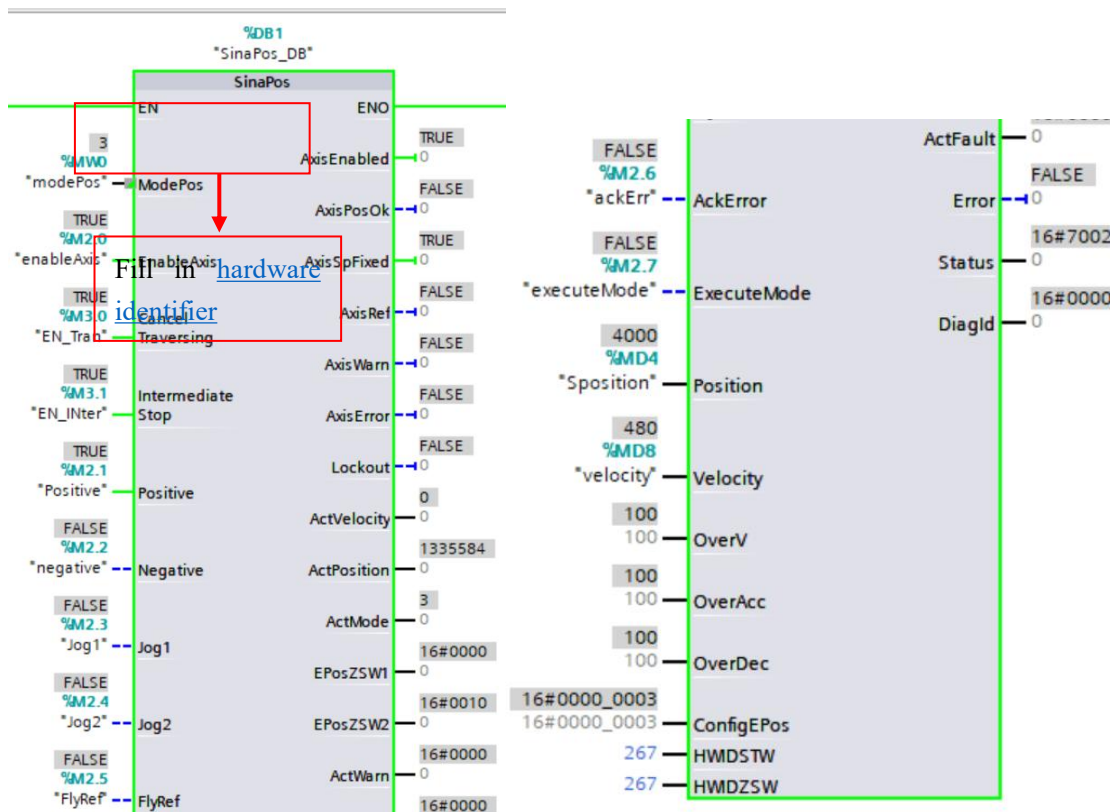 %DB1
"SinaPos_DB"
SinaPos
EN ENO
3
%MW0
"modePos" ModePos
TRUE
AxisEnabled 0
FALSE
AxisPosOk 0
TRUE
%M2.0
"enableAxis" EnableAxis
TRUE
AxisSpFixed 0
Fill in hardware
identifier
TRUE
%M3.0
"EN_Tran" Cancel
Traversing
FALSE
AxisRef 0
FALSE
AxisWarn 0
TRUE
%M3.1
"EN_INter" Intermediate
Stop
FALSE
AxisError 0
FALSE
Lockout 0
TRUE
%M2.1
"Positive" Positive
0
ActVelocity 0
FALSE
%M2.2
"negative" Negative
1335584
ActPosition 0
FALSE
%M2.3
"Jog1" Jog1
3
ActMode 0
16#0000
EPosZSW1 0
FALSE
%M2.4
"Jog2" Jog2
16#0010
EPosZSW2 0
16#0000
ActWarn 0
FALSE
%M2.5
"FlyRef" FlyRef
16#0000
ActFault 0
FALSE
%M2.6
"ackErr" AckError
FALSE
Error 0
16#7002
Status 0
FALSE
%M2.7
"executeMode" ExecuteMode
16#0000
DiagId 0
4000
%MD4
"Sposition" Position
480
%MD8
"velocity" Velocity
100
100 OverV
100
100 OverAcc
100
100 OverDec
16#0000_0003
16#0000_0003 ConfigEPos
267 HWIDSTW
267 HWIDZSW